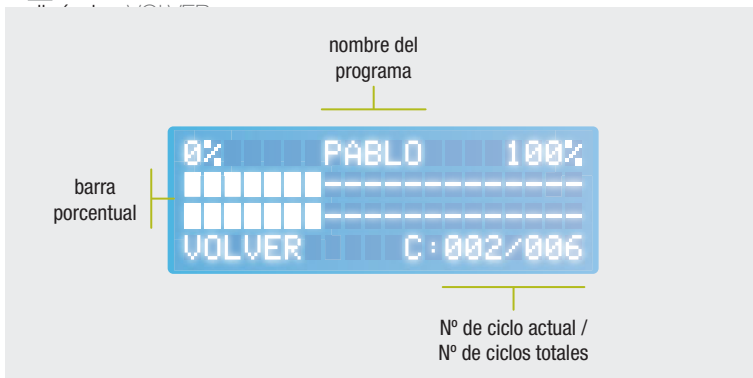 VOLVER
nombre del
programa
0% PABLO 100%
barra
porcentual
VOLVER C:002/006
Nº de ciclo actual /
Nº de ciclos totales